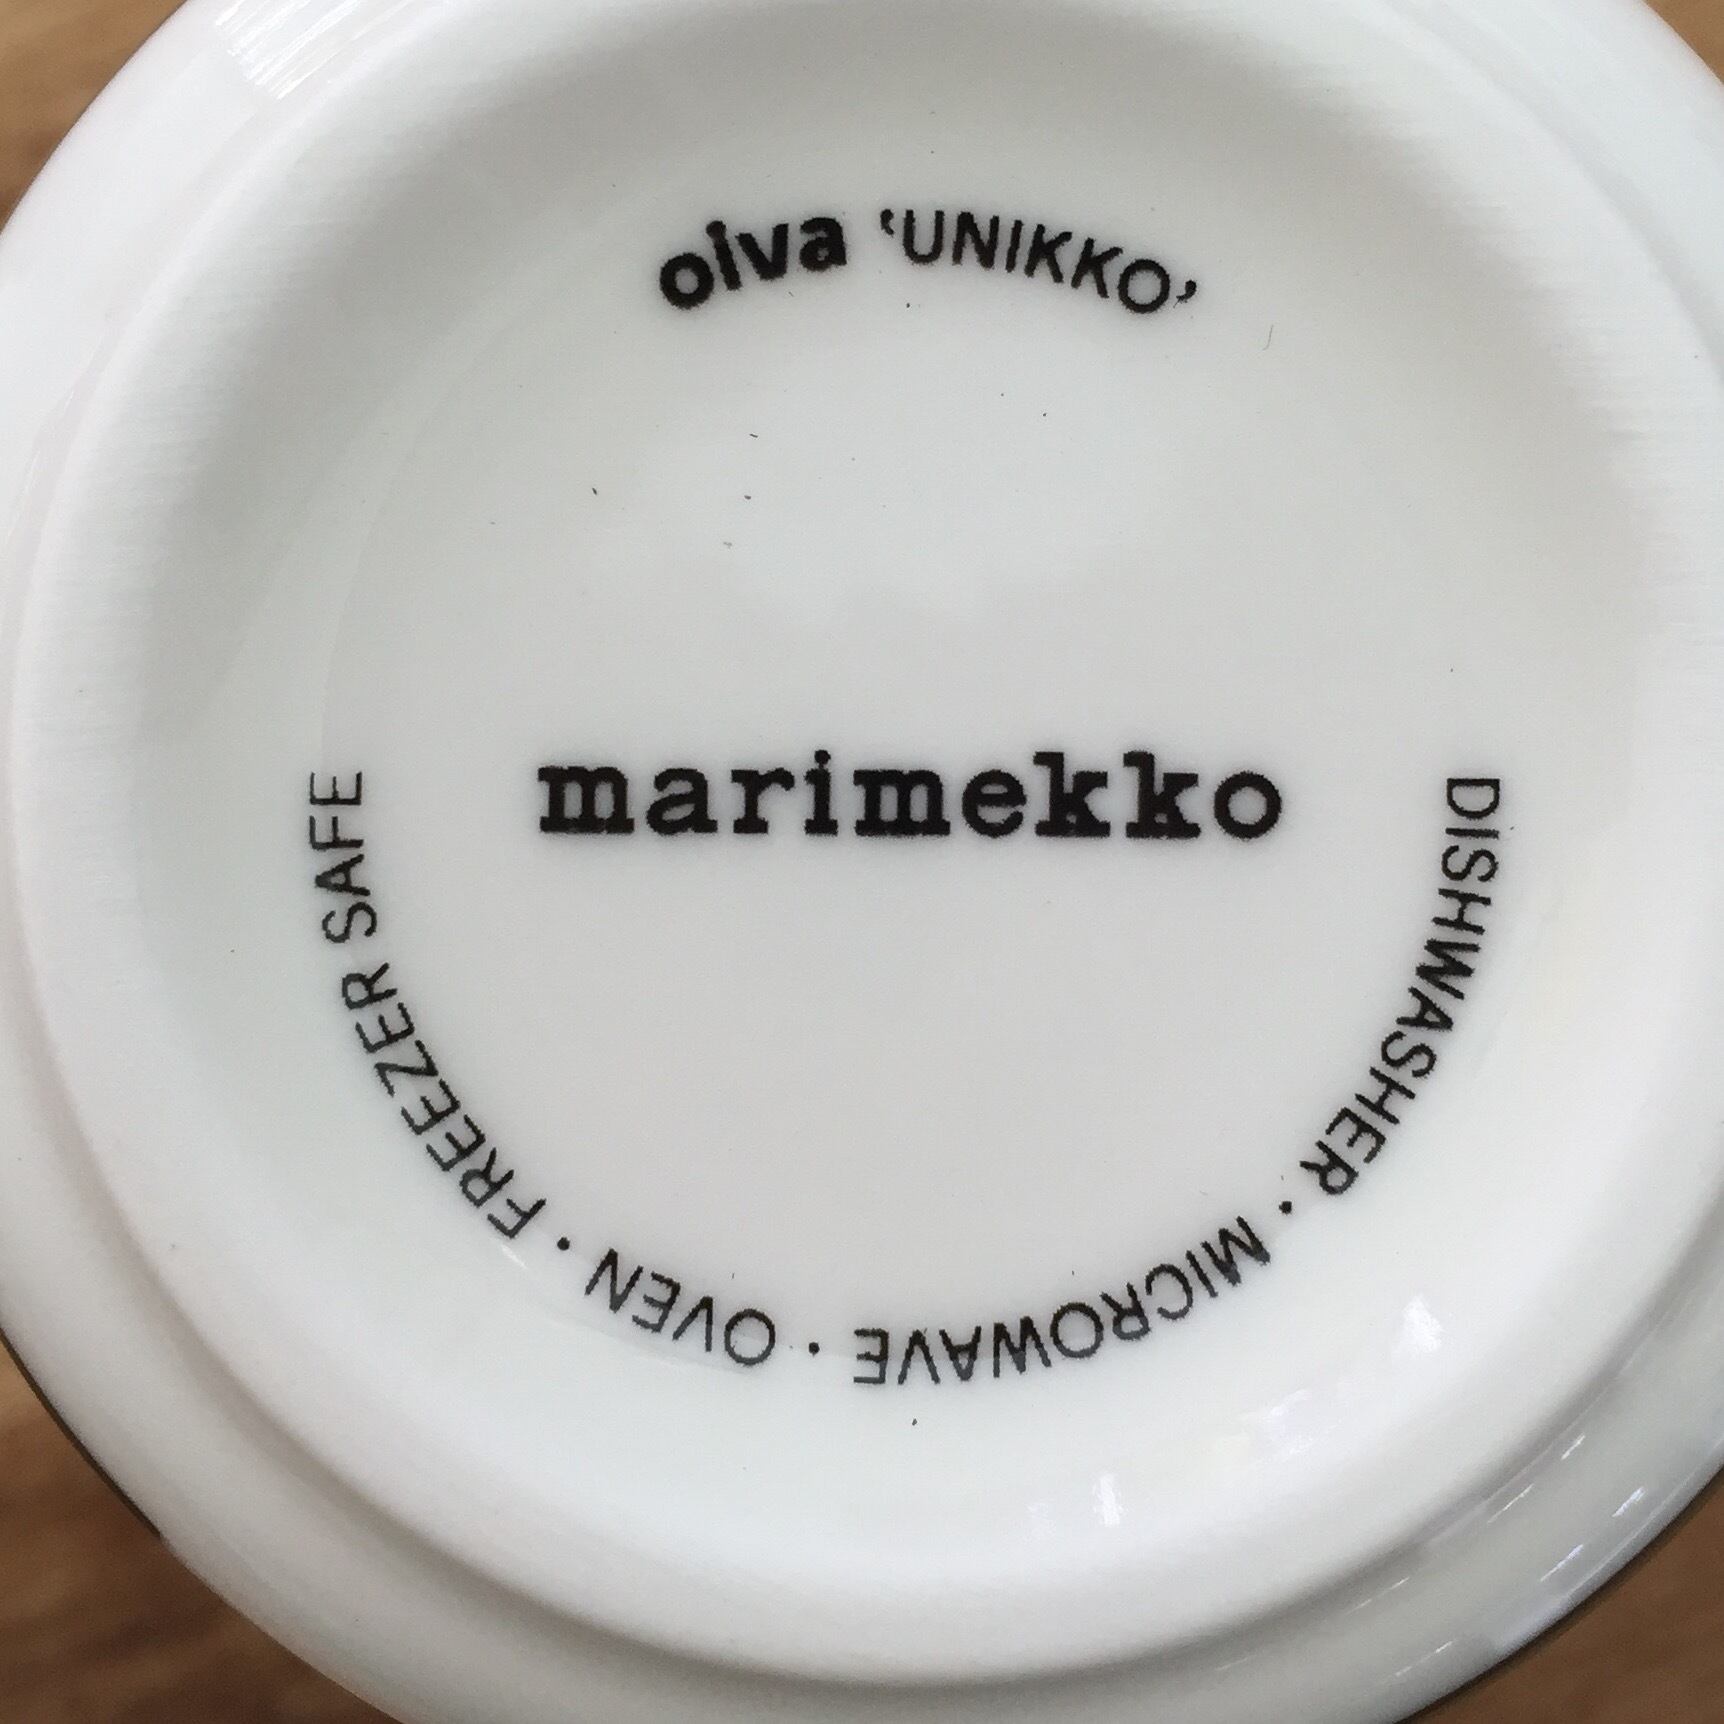 oiva ‘UNIKKO’
marimekko
DISHWASHER · MICROWAVE · OVEN · FREEZER SAFE